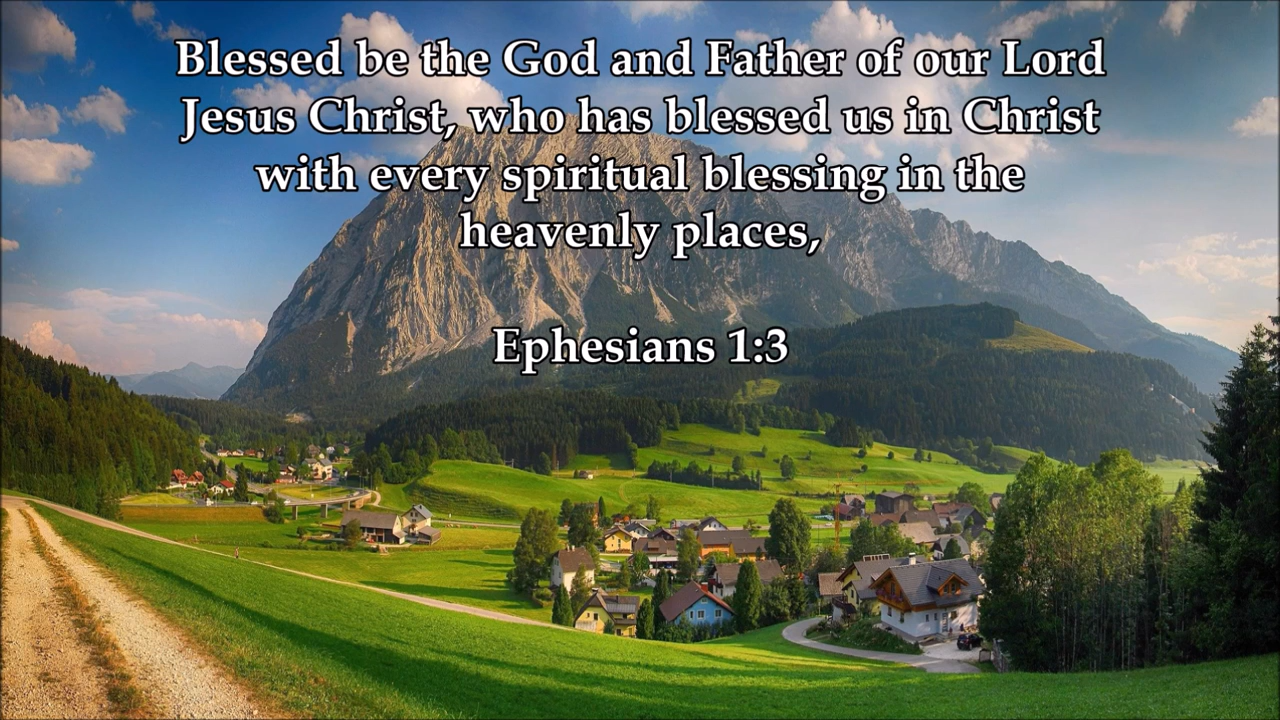 Blessed be the God and Father of our Lord
Jesus Christ, who has blessed us in Christ
with every spiritual blessing in the
heavenly places,
Ephesians 1:3